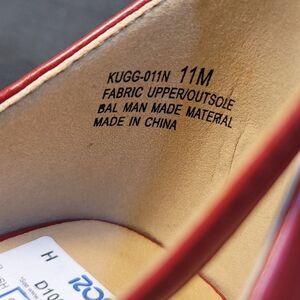 KUGG-011N 11M
FABRIC UPPER/OUTSOLE
BAL MAN MADE MATERIAL
MADE IN CHINA
H